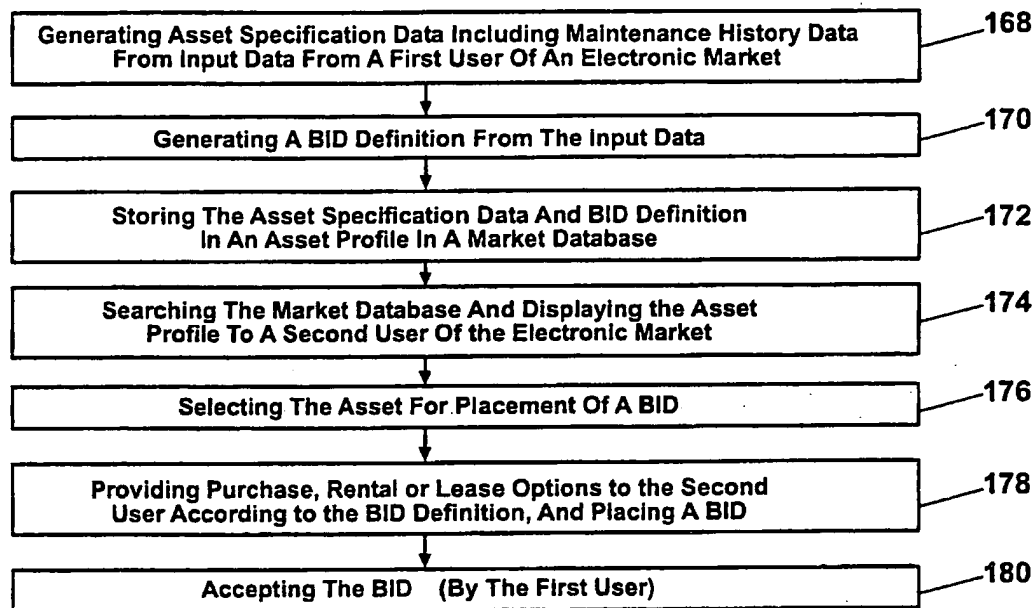 Generating Asset Specification Data Including Maintenance History Data
From Input Data From A First User Of An Electronic Market
168
Generating A BID Definition From The Input Data
170
Storing The Asset Specification Data And BID Definition
In An Asset Profile In A Market Database
172
Searching The Market Database And Displaying the Asset
Profile To A Second User Of the Electronic Market
174
Selecting The Asset For Placement Of A BID
176
Providing Purchase, Rental or Lease Options to the Second
User According to the BID Definition, And Placing A BID
178
Accepting The BID (By The First User)
180